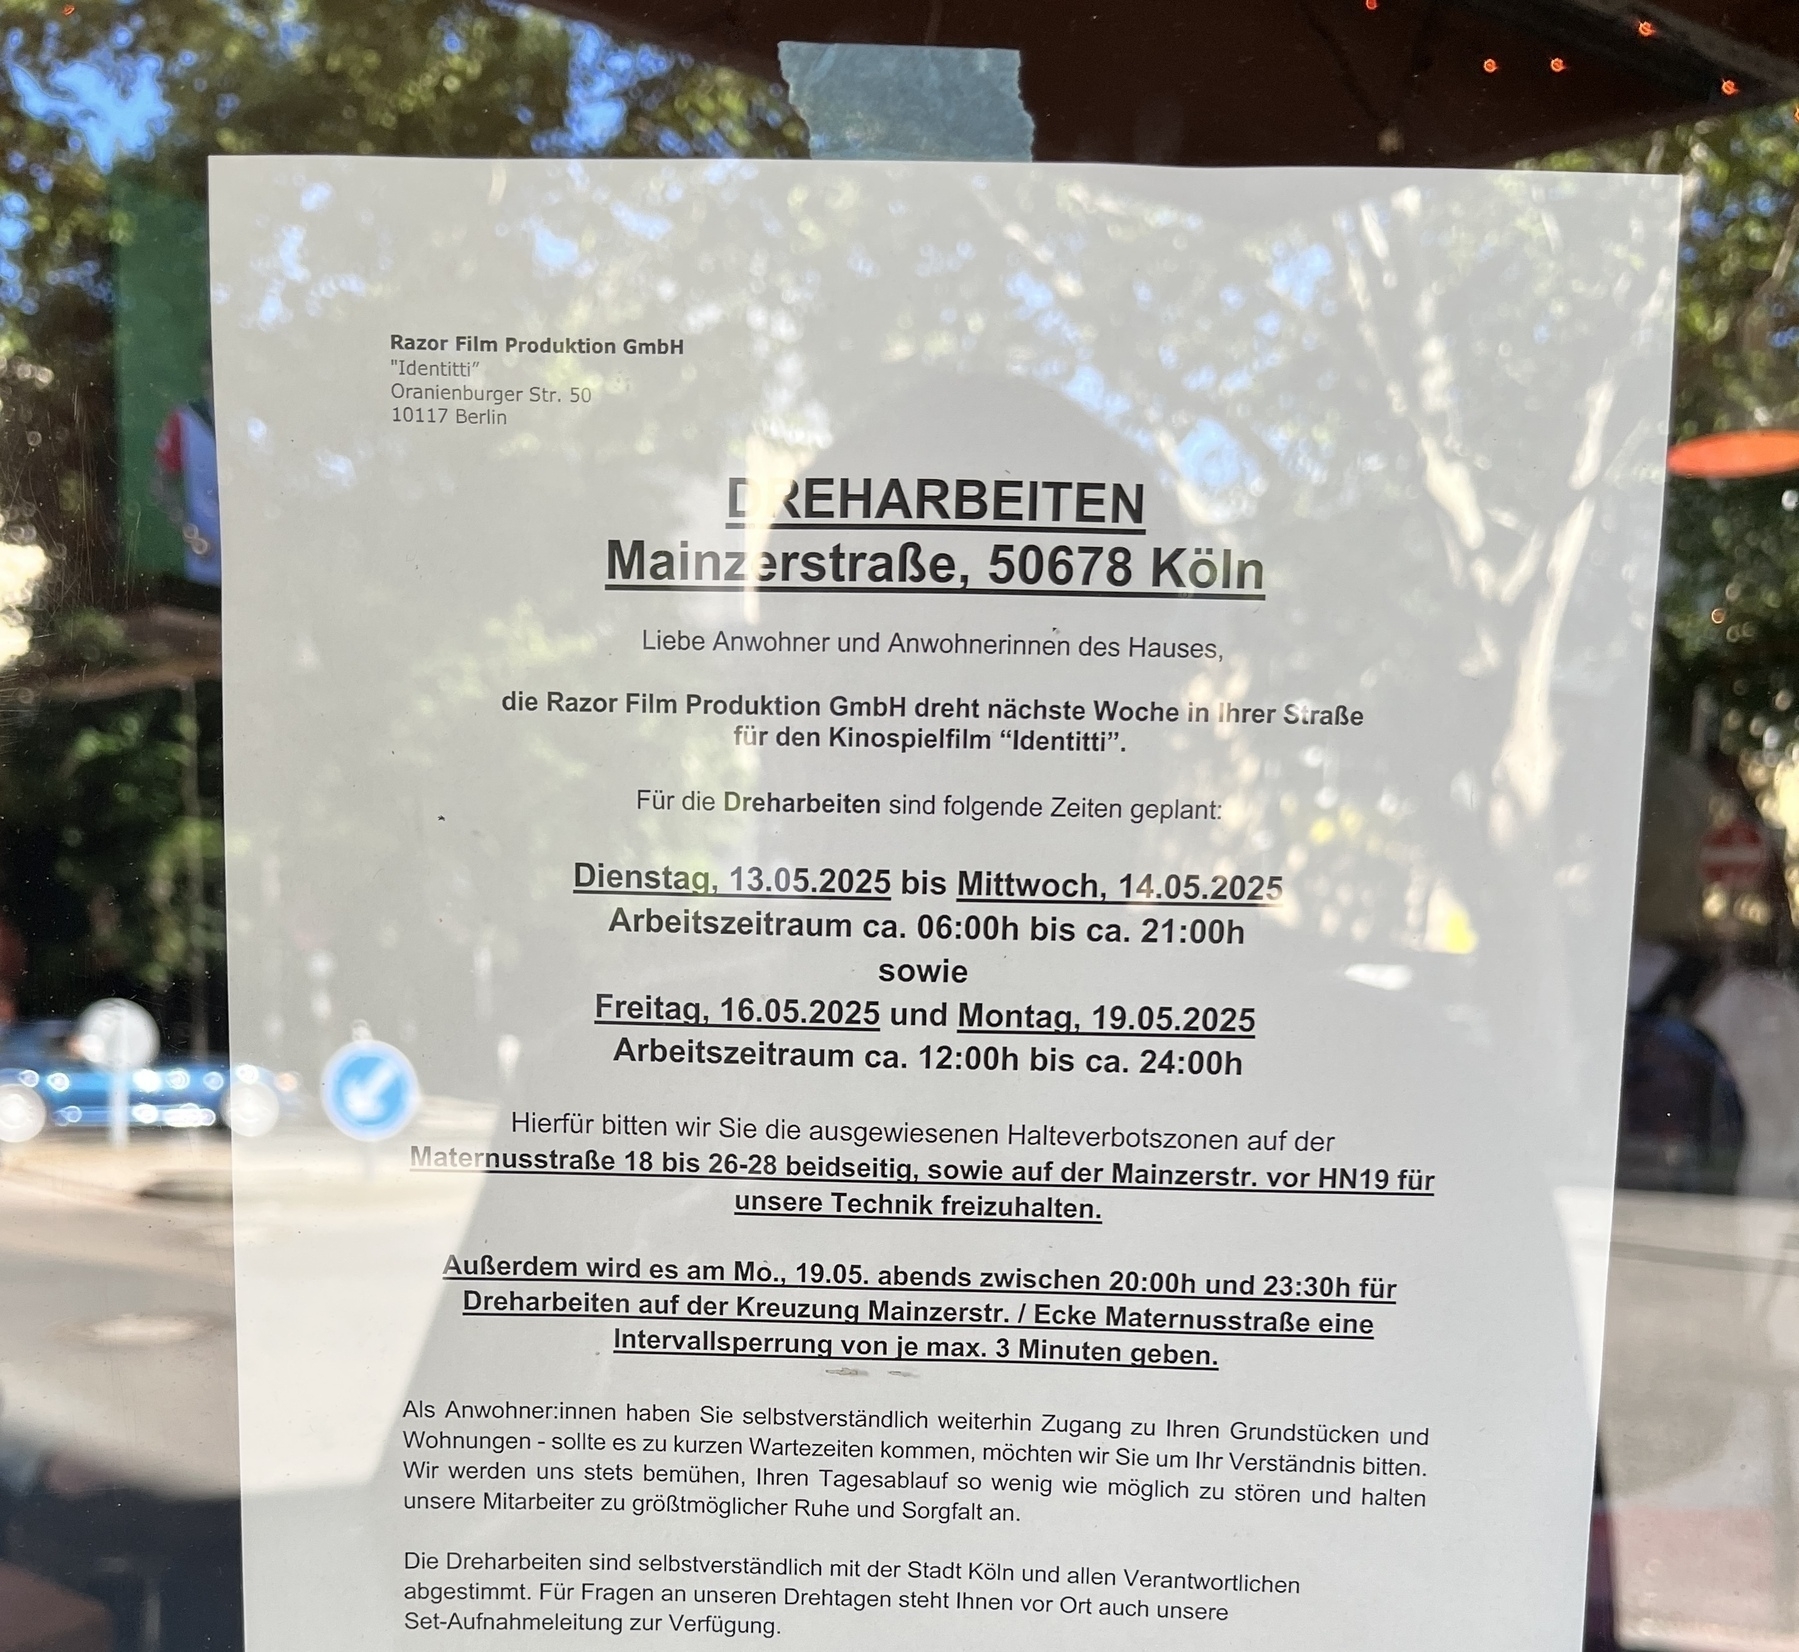 Razor Film Produktion GmbH
"Identitti"
Oranienburger Str. 50
10117 Berlin
DREHARBEITEN
Mainzerstraße, 50678 Köln
Liebe Anwohner und Anwohnerinnen des Hauses,
die Razor Film Produktion GmbH dreht nächste Woche in Ihrer Straße
für den Kinospielfilm “Identitti”.
Für die Dreharbeiten sind folgende Zeiten geplant:
Dienstag, 13.05.2025 bis Mittwoch, 14.05.2025
Arbeitszeitraum ca. 06:00h bis ca. 21:00h
sowie
Freitag, 16.05.2025 und Montag, 19.05.2025
Arbeitszeitraum ca. 12:00h bis ca. 24:00h
Hierfür bitten wir Sie die ausgewiesenen Halteverbotszonen auf der
Maternusstraße 18 bis 26-28 beidseitig, sowie auf der Mainzerstr. vor HN19 für
unsere Technik freizuhalten.
Außerdem wird es am Mo., 19.05. abends zwischen 20:00h und 23:30h für
Dreharbeiten auf der Kreuzung Mainzerstr. / Ecke Maternusstraße eine
Intervallsperrung von je max. 3 Minuten geben.
Als Anwohner:innen haben Sie selbstverständlich weiterhin Zugang zu Ihren Grundstücken und
Wohnungen - sollte es zu kurzen Wartezeiten kommen, möchten wir Sie um Ihr Verständnis bitten.
Wir werden uns stets bemühen, Ihren Tagesablauf so wenig wie möglich zu stören und halten
unsere Mitarbeiter zu größtmöglicher Ruhe und Sorgfalt an.
Die Dreharbeiten sind selbstverständlich mit der Stadt Köln und allen Verantwortlichen
abgestimmt. Für Fragen an unseren Drehtagen steht Ihnen vor Ort auch unsere
Set-Aufnahmeleitung zur Verfügung.